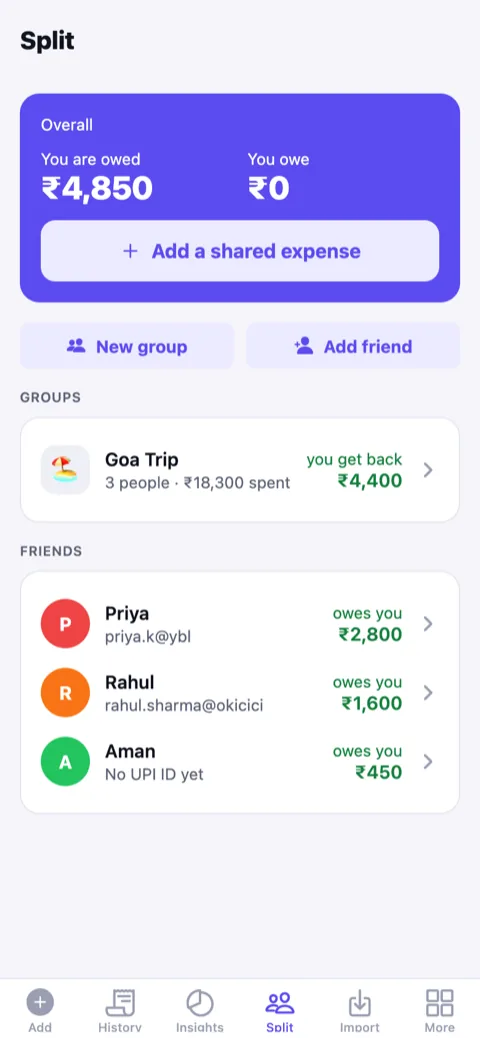 Split
Overall
You are owed
You owe
₹4,850
₹0
+ Add a shared expense
New group
Add friend
GROUPS
Goa Trip
you get back
3 people · ₹18,300 spent
₹4,400
FRIENDS
P
Priya
owes you
priya.k@ybl
₹2,800
R
Rahul
owes you
rahul.sharma@okicici
₹1,600
A
Aman
owes you
No UPI ID yet
₹450
Add
History
Insights
Split
Import
More